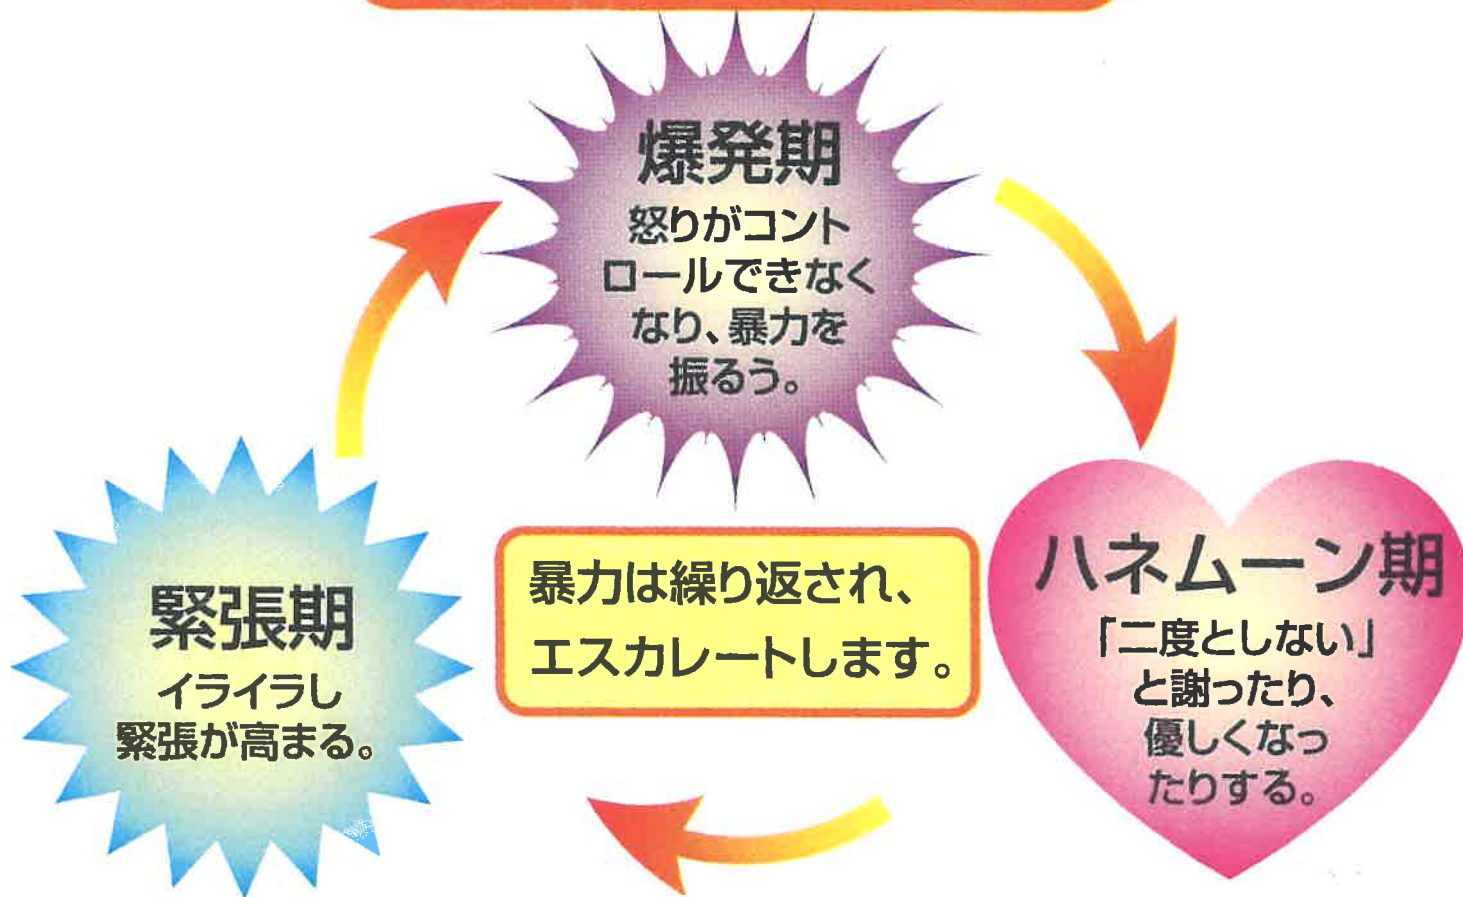 爆発期
怒りがコント
ロールできなく
なり、暴力を
振るう。
緊張期
イライラし
緊張が高まる。
暴力は繰り返され、
エスカレートします。
ハネムーン期
「二度としない」
と謝ったり、
優しくなっ
たりする。